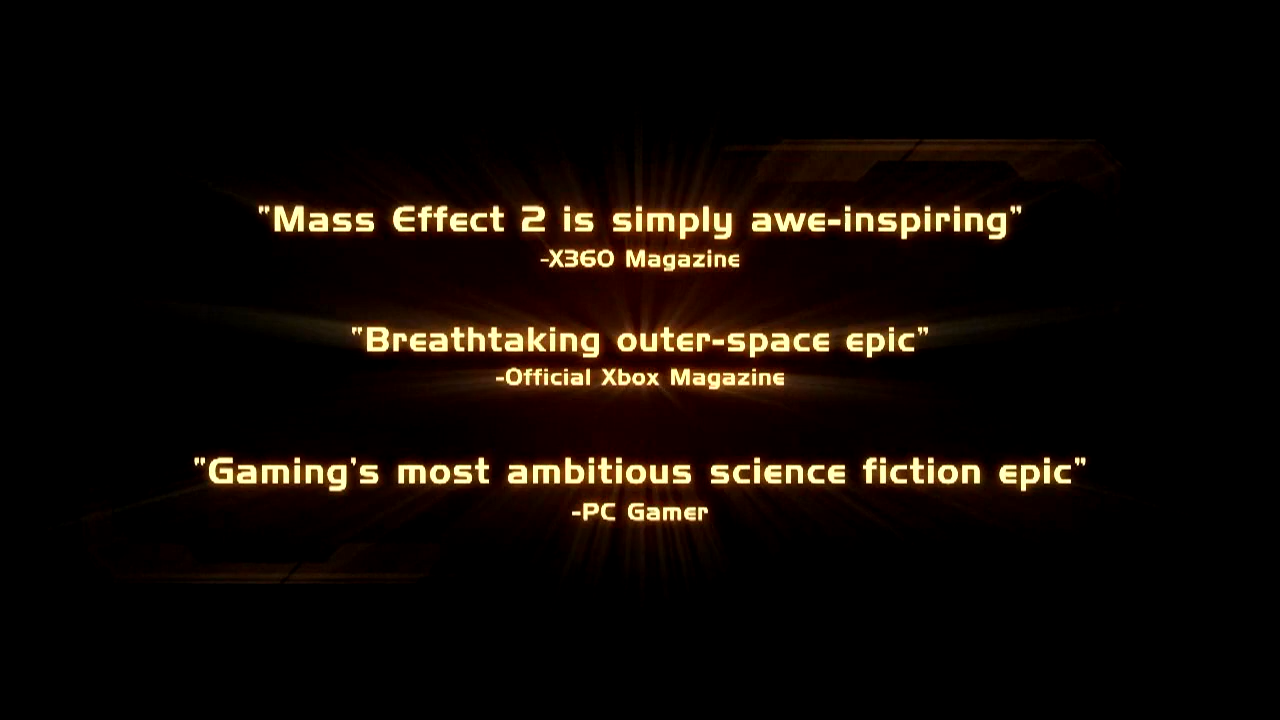 "Mass Effect 2 is simply awe-inspiring"
-X360 Magazine
"Breathtaking outer-space epic"
-Official Xbox Magazine
"Gaming's most ambitious science fiction epic"
-PC Gamer